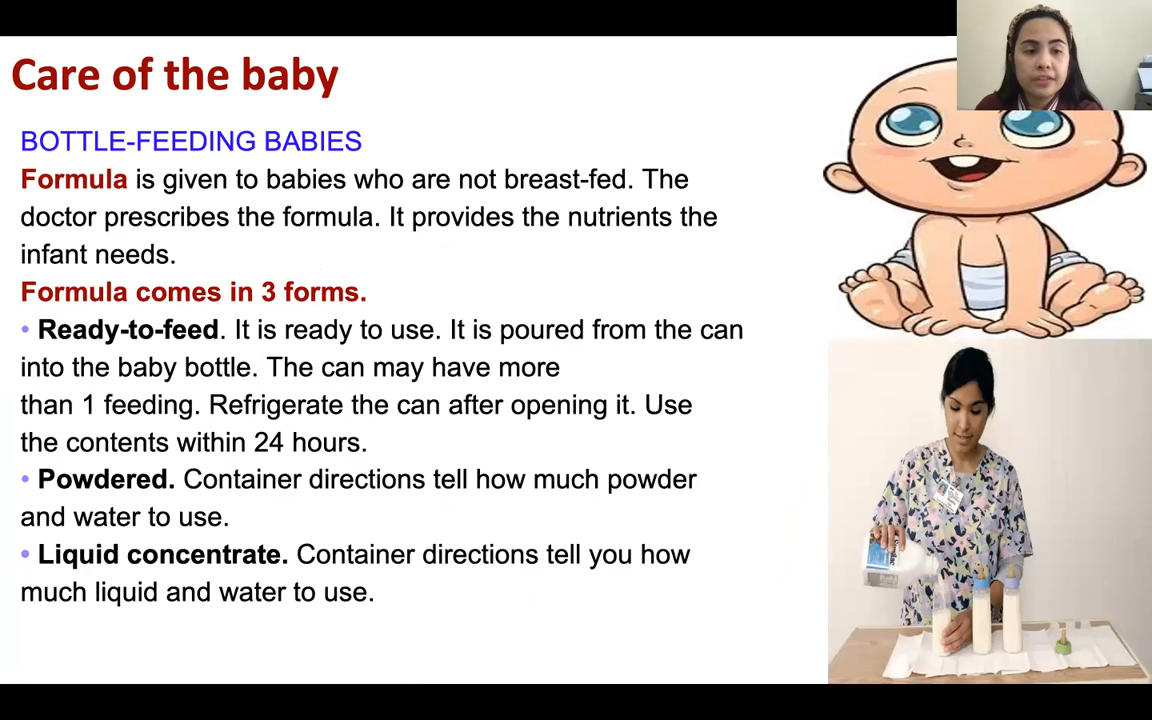 Care of the baby
BOTTLE-FEEDING BABIES
Formula is given to babies who are not breast-fed. The
doctor prescribes the formula. It provides the nutrients the
infant needs.
Formula comes in 3 forms.
• Ready-to-feed. It is ready to use. It is poured from the can
into the baby bottle. The can may have more
than 1 feeding. Refrigerate the can after opening it. Use
the contents within 24 hours.
• Powdered. Container directions tell how much powder
and water to use.
• Liquid concentrate. Container directions tell you how
much liquid and water to use.